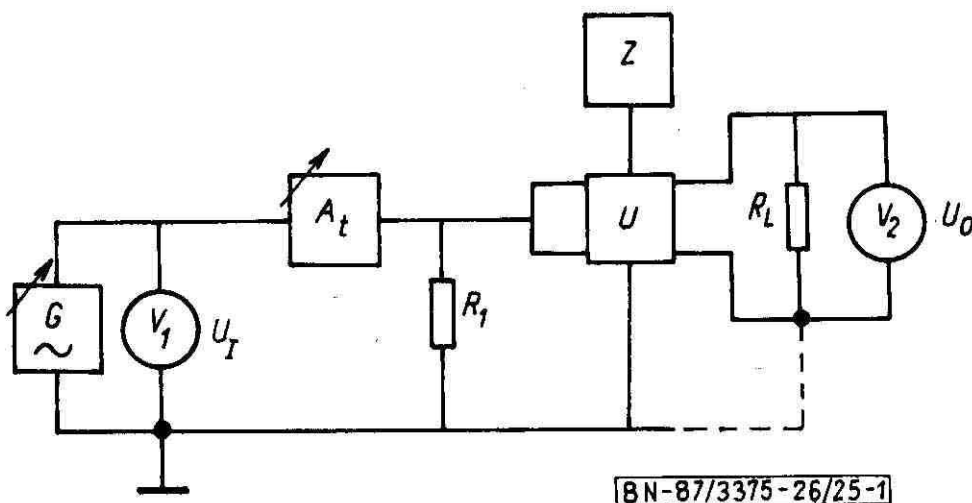 Z
A_t
U
R_L
V_2
U_O
G
~
V_1
U_I
R_1
BN-87/3375-26/25-1